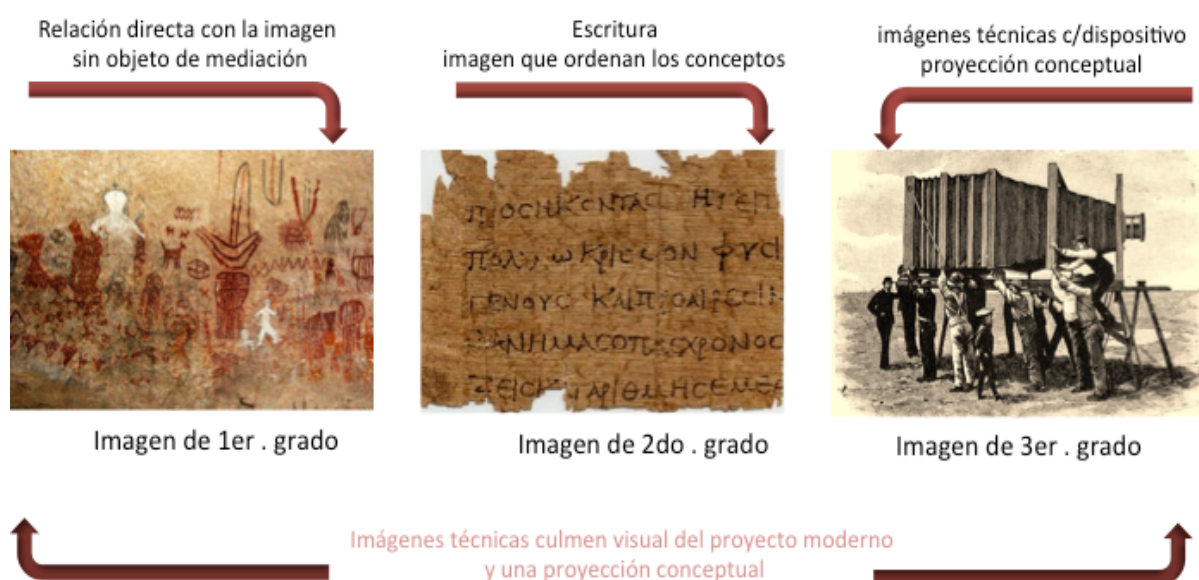 Relación directa con la imagen
sin objeto de mediación
Escritura
imagen que ordenan los conceptos
imágenes técnicas c/dispositivo
proyección conceptual
ΓΕΝΟΥΣ ΚΑΙΠ
Imagen de 1er . grado
Imagen de 2do . grado
Imagen de 3er . grado
Imágenes técnicas culmen visual del proyecto moderno
y una proyección conceptual